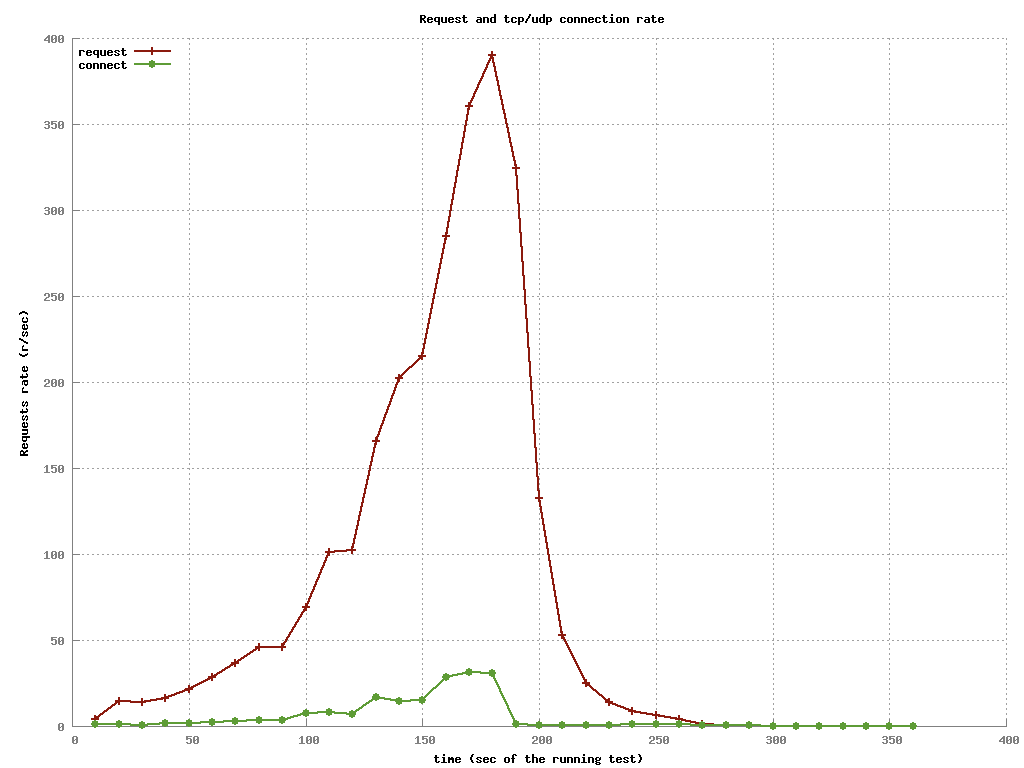 Request and tcp/udp connection rate
request
connect
400
350
300
250
200
150
100
50
0
Requests rate (r/sec)
0 50 100 150 200 250 300 350 400
time (sec of the running test)